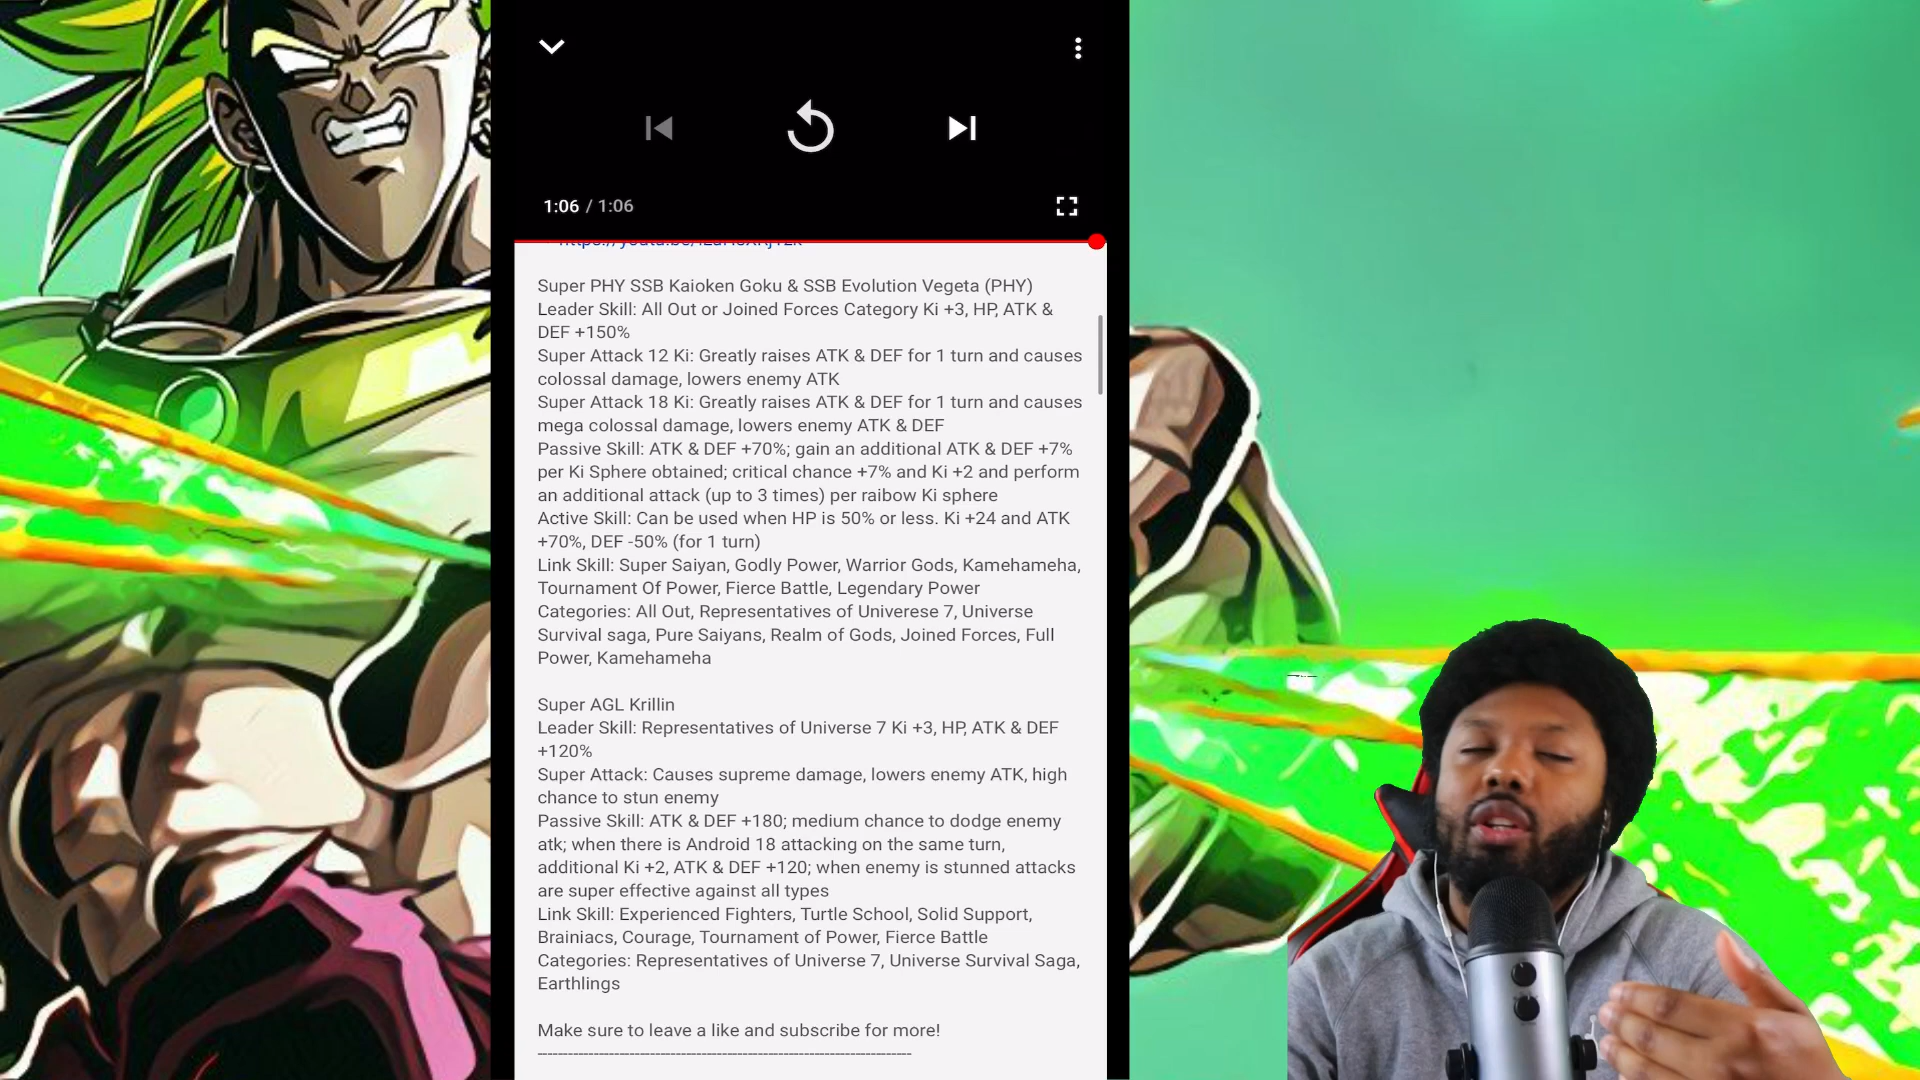 1:06 / 1:06
Super PHY SSB Kaioken Goku & SSB Evolution Vegeta (PHY)
Leader Skill: All Out or Joined Forces Category Ki +3, HP, ATK &
DEF +150%
Super Attack 12 Ki: Greatly raises ATK & DEF for 1 turn and causes
colossal damage, lowers enemy ATK
Super Attack 18 Ki: Greatly raises ATK & DEF for 1 turn and causes
mega colossal damage, lowers enemy ATK & DEF
Passive Skill: ATK & DEF +70%; gain an additional ATK & DEF +7%
per Ki Sphere obtained; critical chance +7% and Ki +2 and perform
an additional attack (up to 3 times) per raibow Ki sphere
Active Skill: Can be used when HP is 50% or less. Ki +24 and ATK
+70%, DEF -50% (for 1 turn)
Link Skill: Super Saiyan, Godly Power, Warrior Gods, Kamehameha,
Tournament Of Power, Fierce Battle, Legendary Power
Categories: All Out, Representatives of Univerese 7, Universe
Survival saga, Pure Saiyans, Realm of Gods, Joined Forces, Full
Power, Kamehameha
Super AGL Krillin
Leader Skill: Representatives of Universe 7 Ki +3, HP, ATK & DEF
+120%
Super Attack: Causes supreme damage, lowers enemy ATK, high
chance to stun enemy
Passive Skill: ATK & DEF +180; medium chance to dodge enemy
atk; when there is Android 18 attacking on the same turn,
additional Ki +2, ATK & DEF +120; when enemy is stunned attacks
are super effective against all types
Link Skill: Experienced Fighters, Turtle School, Solid Support,
Brainiacs, Courage, Tournament of Power, Fierce Battle
Categories: Representatives of Universe 7, Universe Survival Saga,
Earthlings
Make sure to leave a like and subscribe for more!